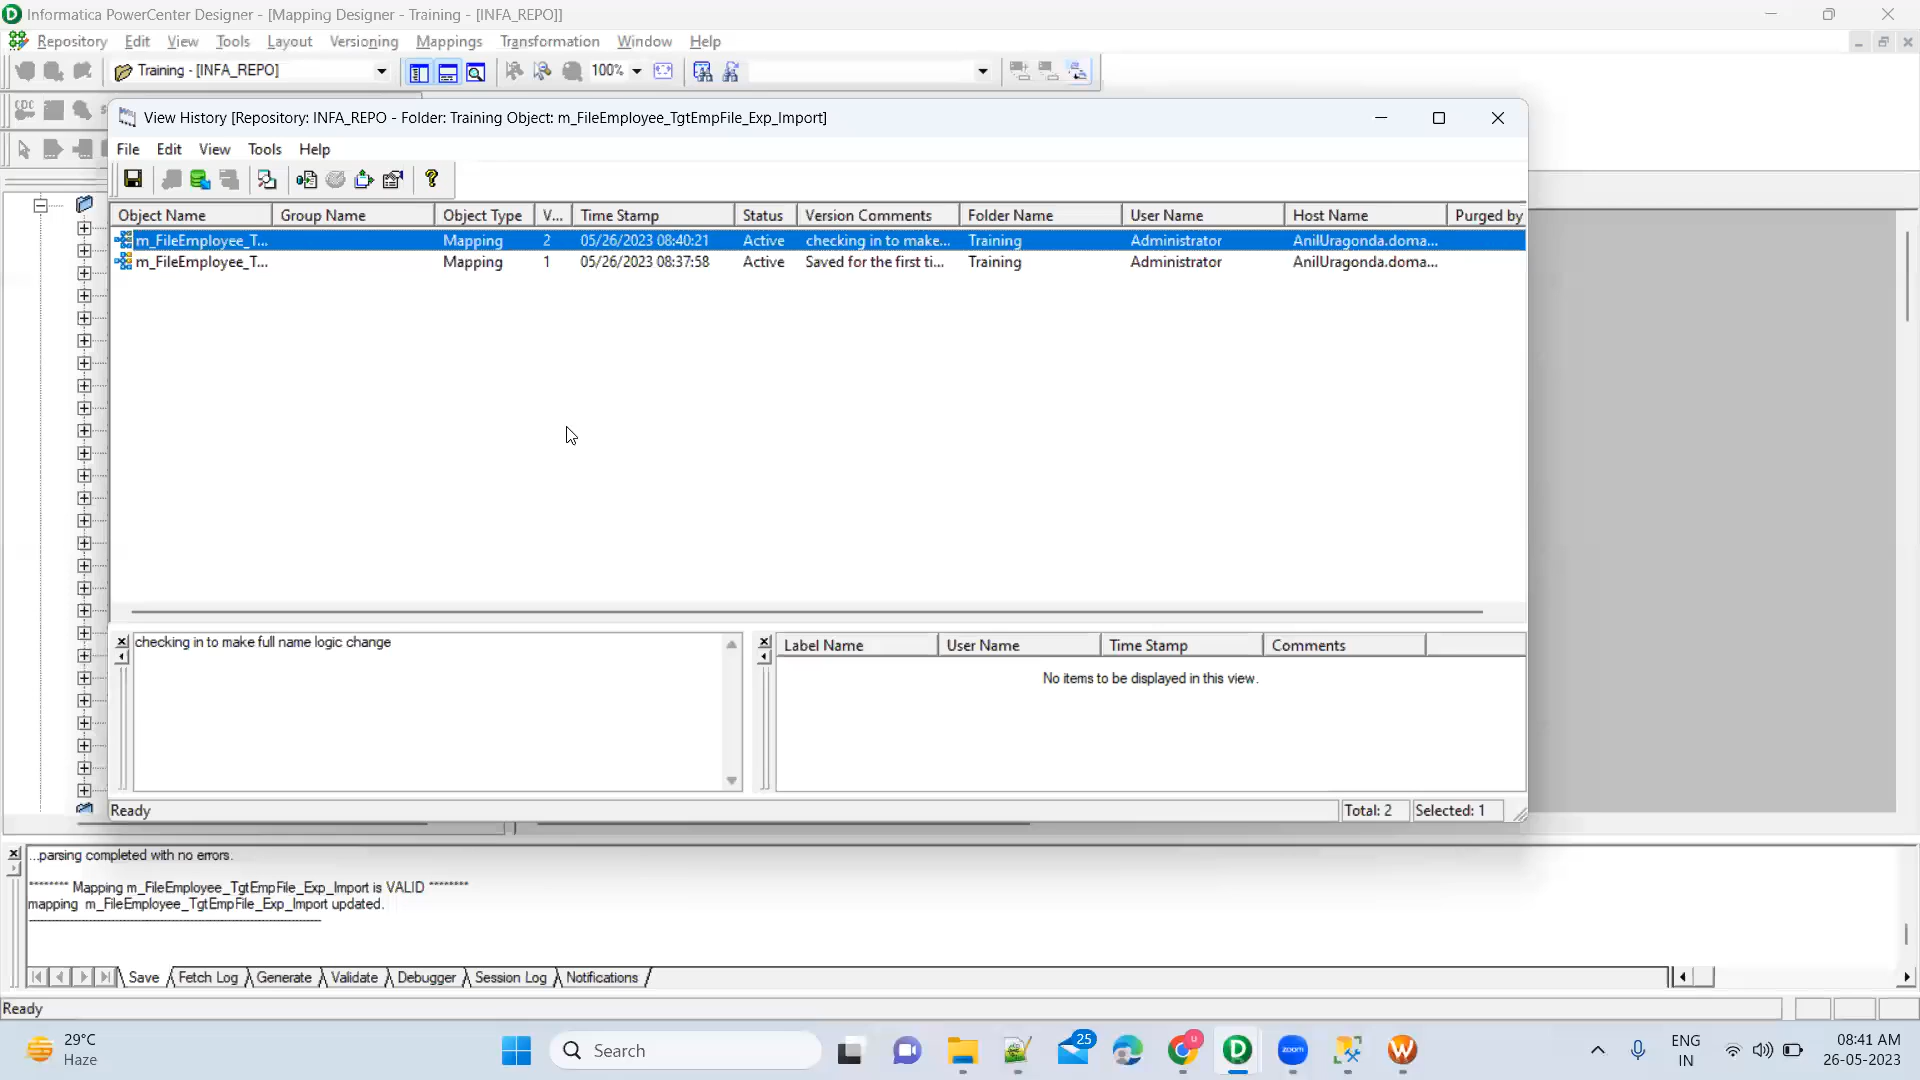 Informatica PowerCenter Designer - [Mapping Designer - Training - [INFA_REPO]]
Repository Edit View Tools Layout Versioning Mappings Transformation Window Help
Training - [INFA_REPO] 100%
View History [Repository: INFA_REPO - Folder: Training Object: m_FileEmployee_TgtEmpFile_Exp_Import]
File Edit View Tools Help
Object Name Group Name Object Type V... Time Stamp Status Version Comments Folder Name User Name Host Name Purged by
m_FileEmployee_T... Mapping 2 05/26/2023 08:40:21 Active checking in to make... Training Administrator AnilUragonda.doma...
m_FileEmployee_T... Mapping 1 05/26/2023 08:37:58 Active Saved for the first ti... Training Administrator AnilUragonda.doma...
checking in to make full name logic change
Label Name User Name Time Stamp Comments
No items to be displayed in this view.
Ready Total: 2 Selected: 1
...parsing completed with no errors.
******** Mapping m_FileEmployee_TgtEmpFile_Exp_Import is VALID ********
mapping m_FileEmployee_TgtEmpFile_Exp_Import updated.
Save Fetch Log Generate Validate Debugger Session Log Notifications
Ready
29°C
Haze
Search
25
zoom
ENG
IN
08:41 AM
26-05-2023